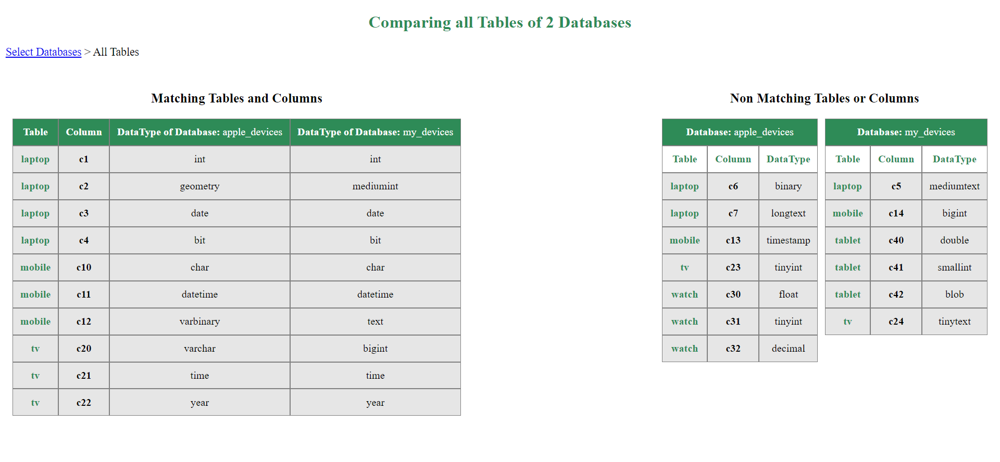 Comparing all Tables of 2 Databases
Select Databases > All Tables
Matching Tables and Columns
Table Column DataType of Database: apple_devices DataType of Database: my_devices
laptop c1 int int
laptop c2 geometry mediumint
laptop c3 date date
laptop c4 bit bit
mobile c10 char char
mobile c11 datetime datetime
mobile c12 varbinary text
tv c20 varchar bigint
tv c21 time time
tv c22 year year
Non Matching Tables or Columns
Database: apple_devices
Table Column DataType
laptop c6 binary
laptop c7 longtext
mobile c13 timestamp
tv c23 tinyint
watch c30 float
watch c31 tinyint
watch c32 decimal
Database: my_devices
Table Column DataType
laptop c5 mediumtext
mobile c14 bigint
tablet c40 double
tablet c41 smallint
tablet c42 blob
tv c24 tinytext